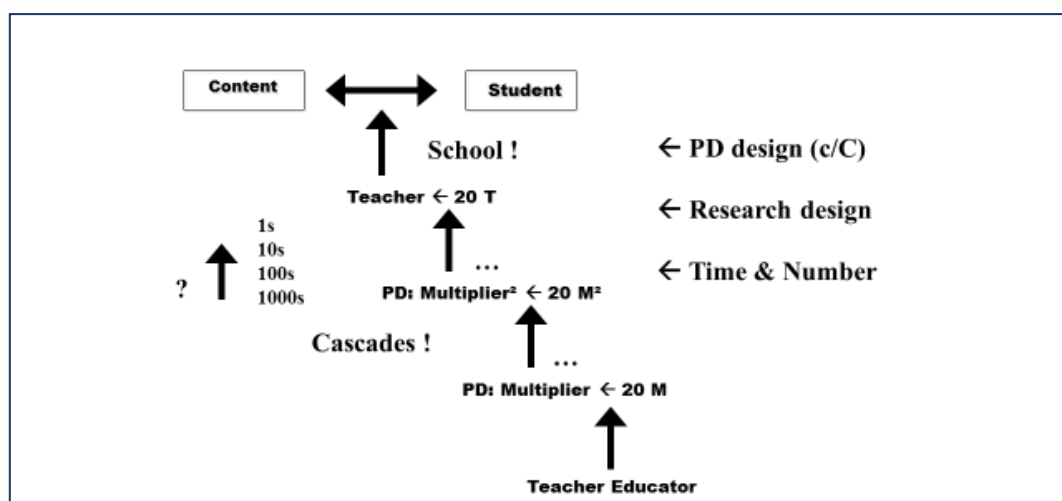 Content
Student
School !
← PD design (c/C)
Teacher ← 20 T
← Research design
1s
10s
100s
1000s
?
...
← Time & Number
PD: Multiplier² ← 20 M²
Cascades !
...
PD: Multiplier ← 20 M
Teacher Educator